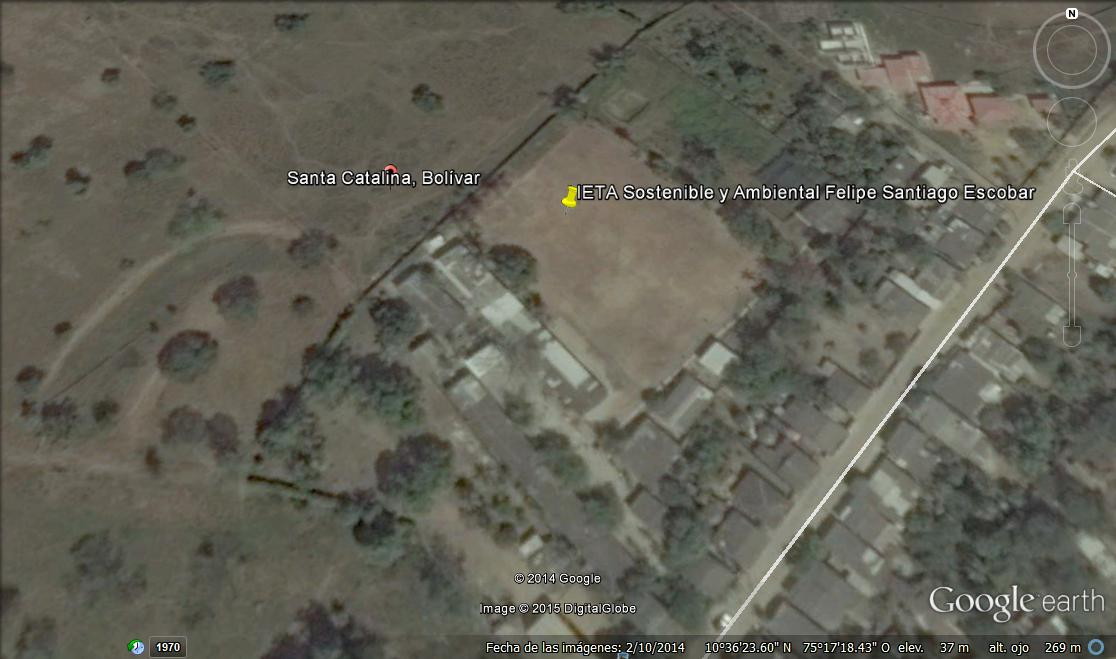 N
Santa Catalina, Bolívar
IETA Sostenible y Ambiental Felipe Santiago Escobar
© 2014 Google
Image © 2015 DigitalGlobe
Google earth
1970
Fecha de las imágenes: 2/10/2014 10°36'23.60" N 75°17'18.43" O elev. 37 m alt. ojo 269 m